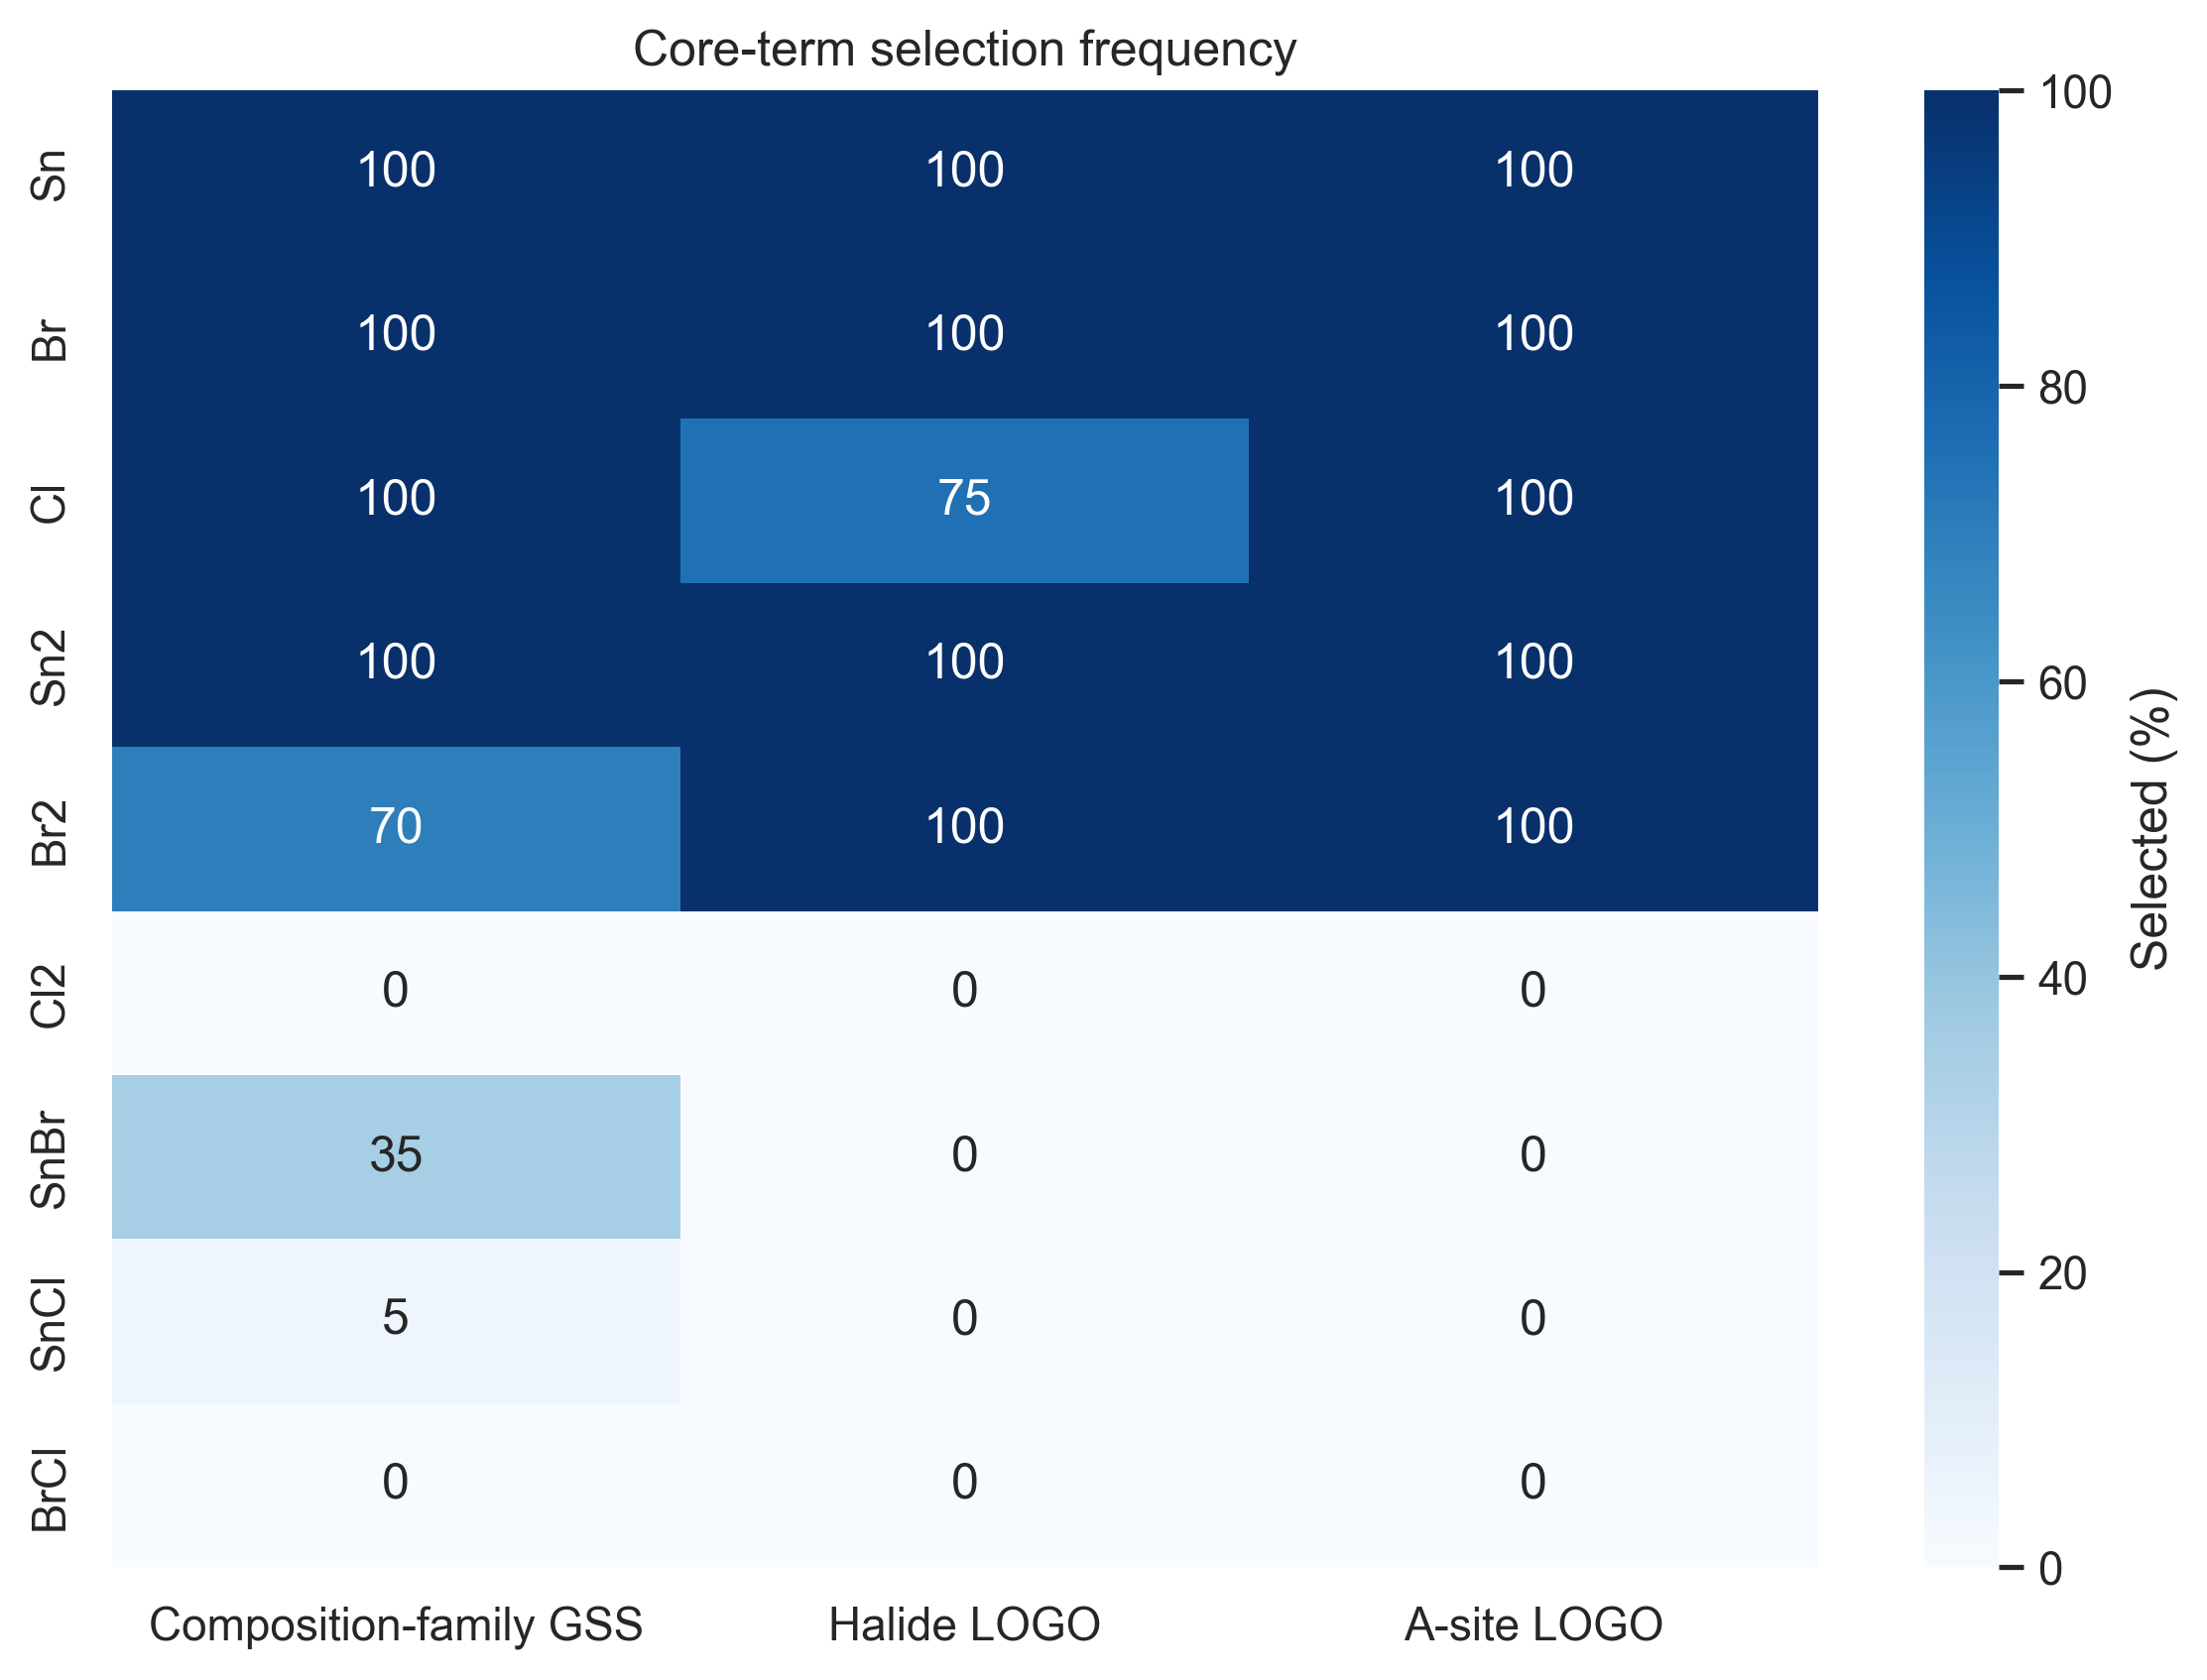 Core-term selection frequency
Sn 100 100 100
Br 100 100 100
Cl 100 75 100
Sn2 100 100 100
Br2 70 100 100
Cl2 0 0 0
SnBr 35 0 0
SnCl 5 0 0
BrCl 0 0 0
Composition-family GSS Halide LOGO A-site LOGO
100
80
60
40
20
0
Selected (%)